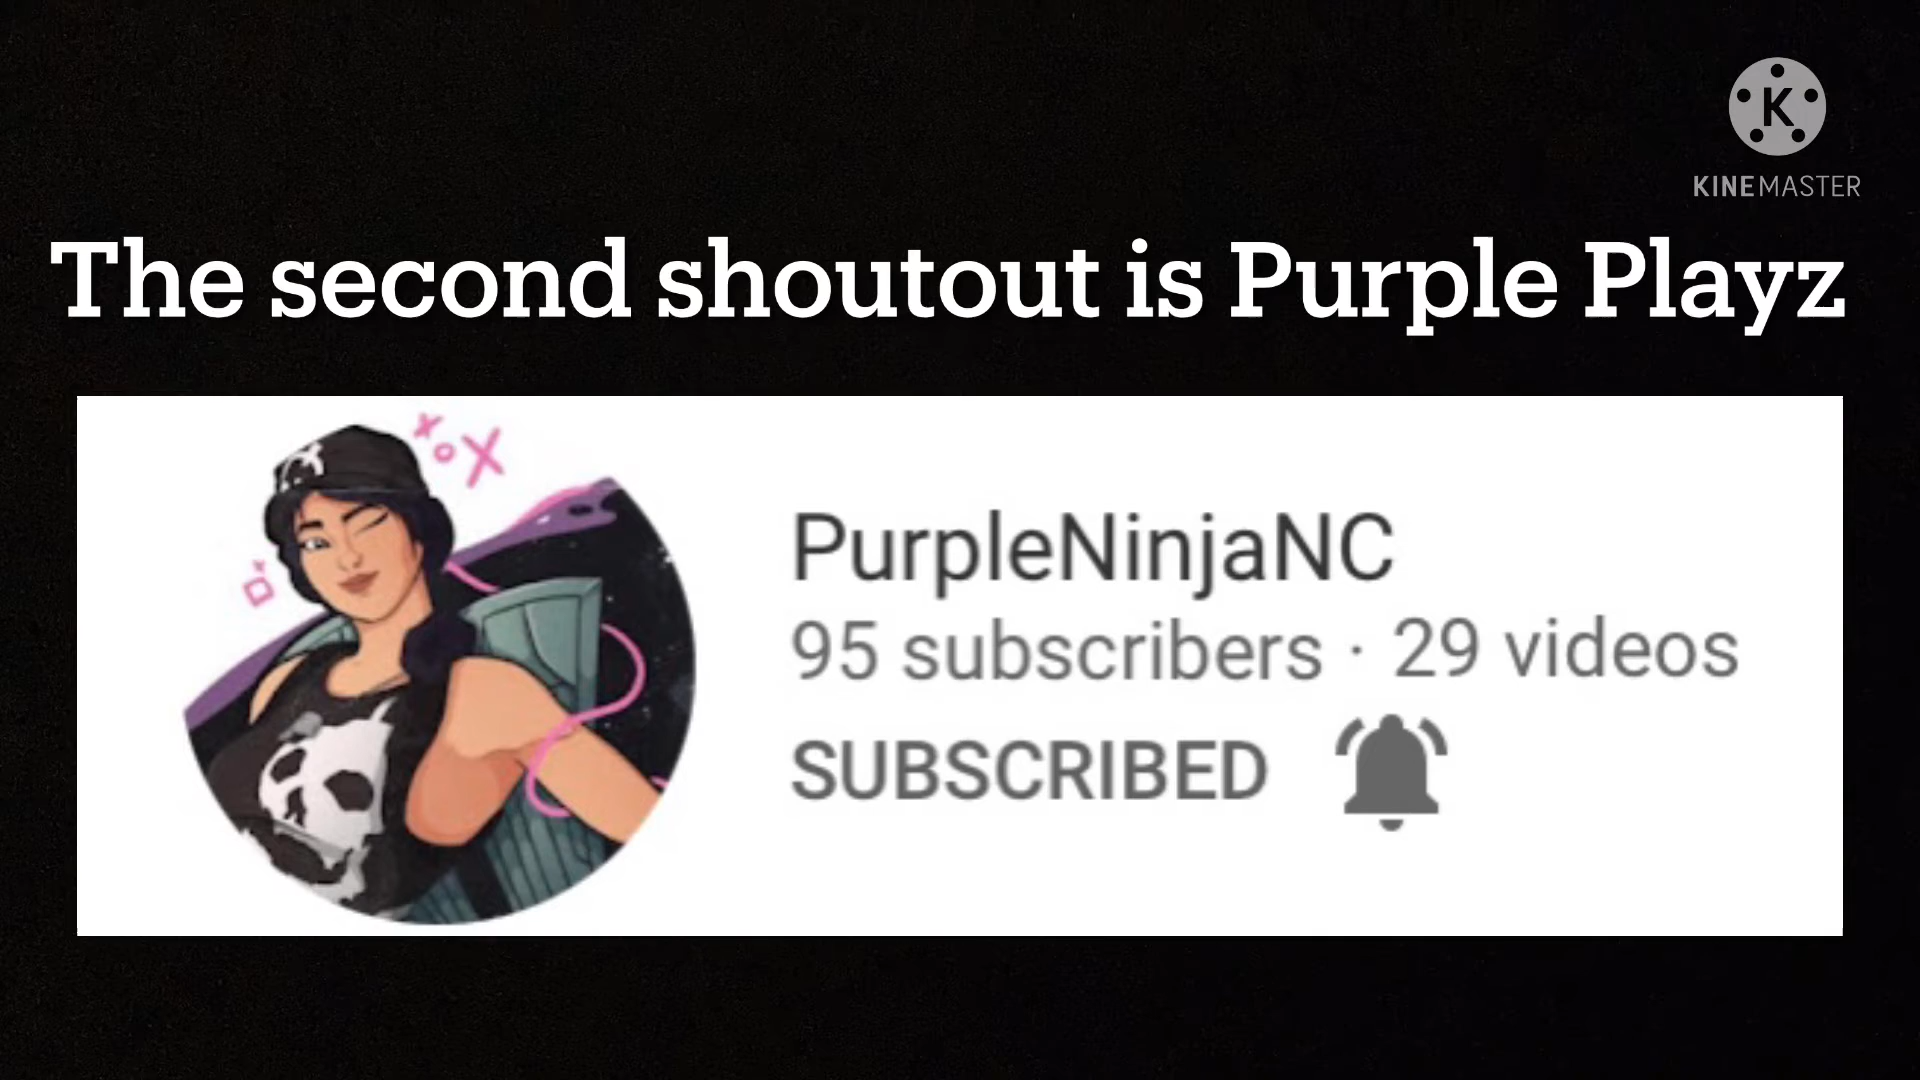 K
KINEMASTER
The second shoutout is Purple Playz
PurpleNinjaNC
95 subscribers · 29 videos
SUBSCRIBED